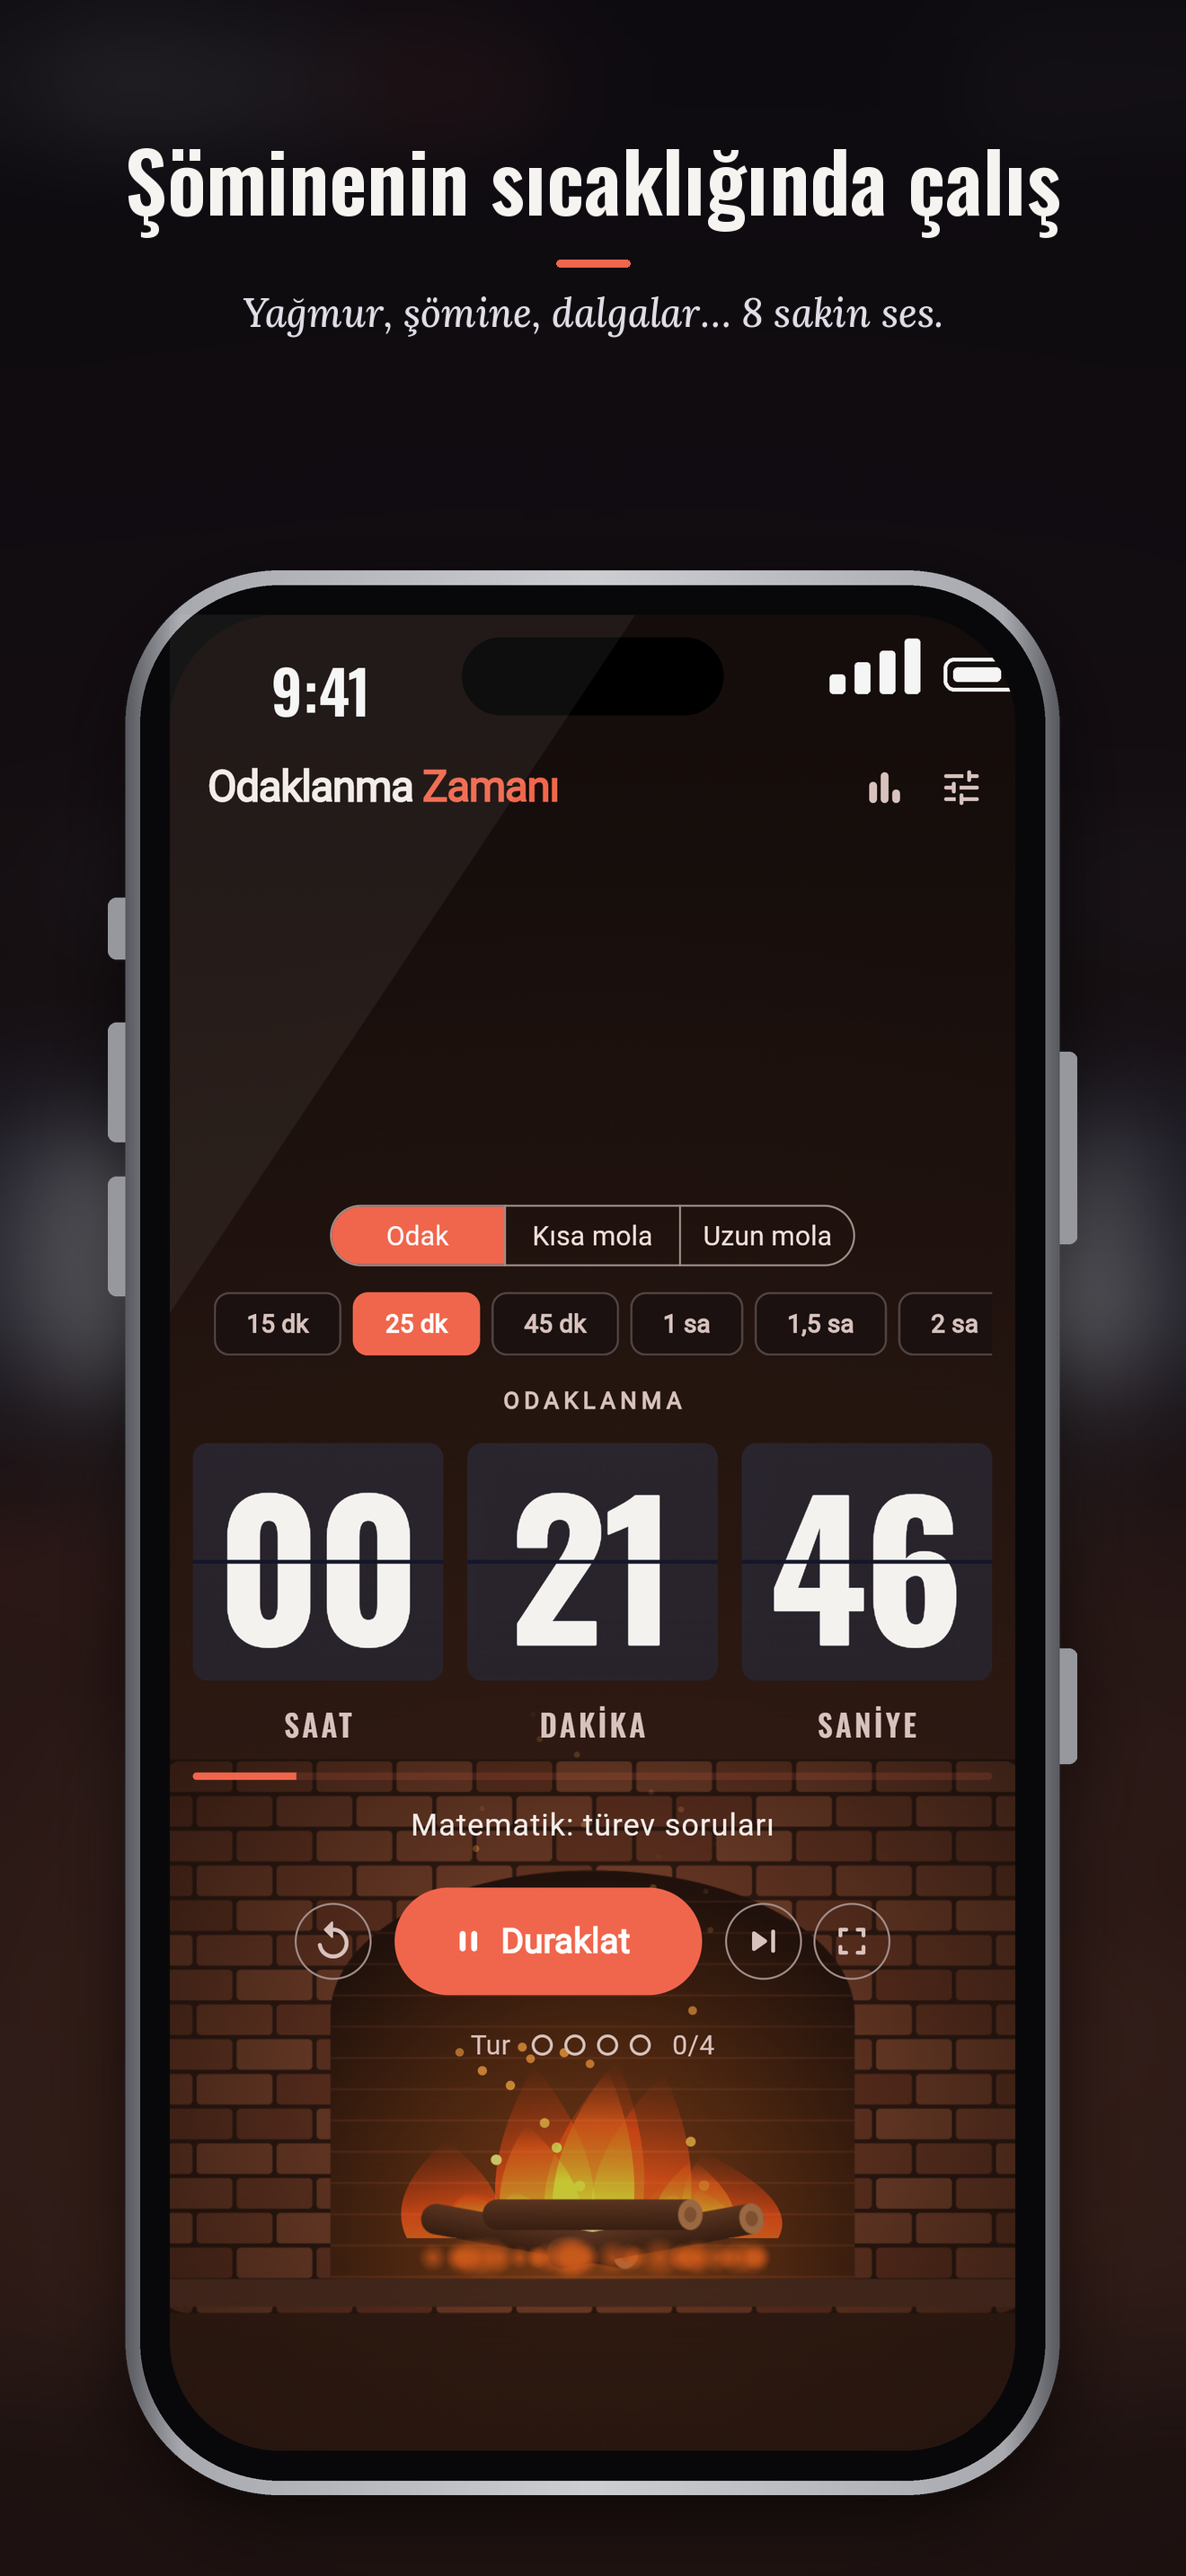 Şöminenin sıcaklığında çalış
Yağmur, şömine, dalgalar... 8 sakin ses.
9:41
Odaklanma Zamanı
Odak Kısa mola Uzun mola
15 dk 25 dk 45 dk 1 sa 1,5 sa 2 sa
ODAKLANMA
00 21 46
SAAT DAKİKA SANİYE
Matematik: türev soruları
Duraklat
Tur 0/4